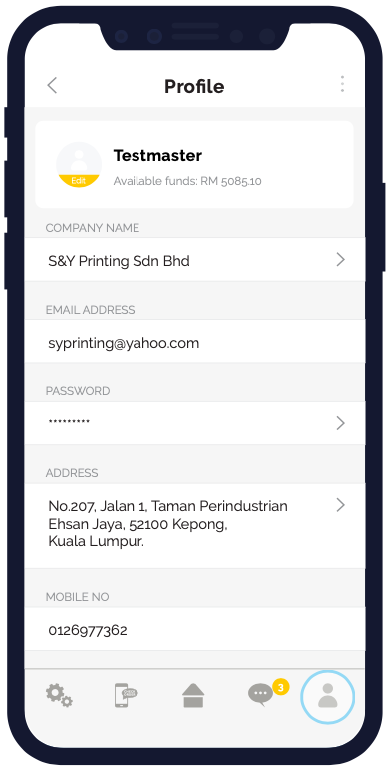 Profile
Testmaster
Edit
Available funds: RM 5085.10
COMPANY NAME
S&Y Printing Sdn Bhd
EMAIL ADDRESS
syprinting@yahoo.com
PASSWORD
*********
ADDRESS
No.207, Jalan 1, Taman Perindustrian
Ehsan Jaya, 52100 Kepong,
Kuala Lumpur.
MOBILE NO
0126977362
3